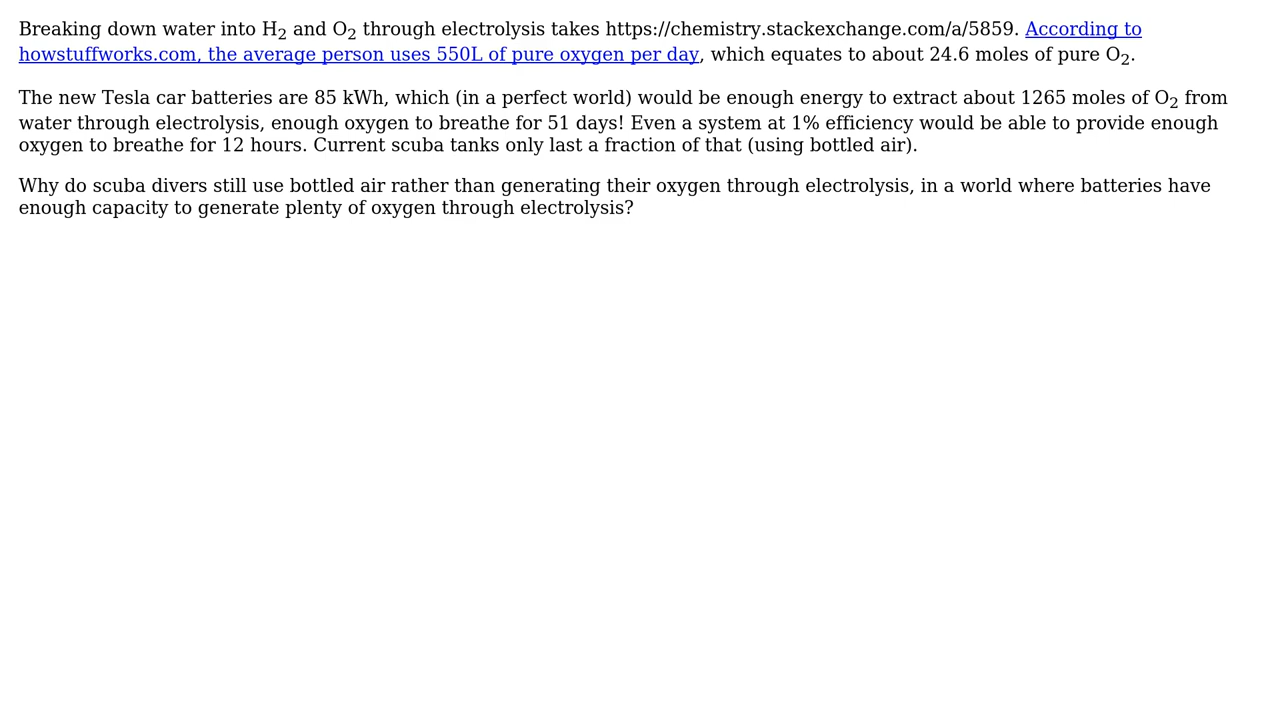 Breaking down water into H2 and O2 through electrolysis takes https://chemistry.stackexchange.com/a/5859. According to
howstuffworks.com, the average person uses 550L of pure oxygen per day, which equates to about 24.6 moles of pure O2.
The new Tesla car batteries are 85 kWh, which (in a perfect world) would be enough energy to extract about 1265 moles of O2 from
water through electrolysis, enough oxygen to breathe for 51 days! Even a system at 1% efficiency would be able to provide enough
oxygen to breathe for 12 hours. Current scuba tanks only last a fraction of that (using bottled air).
Why do scuba divers still use bottled air rather than generating their oxygen through electrolysis, in a world where batteries have
enough capacity to generate plenty of oxygen through electrolysis?